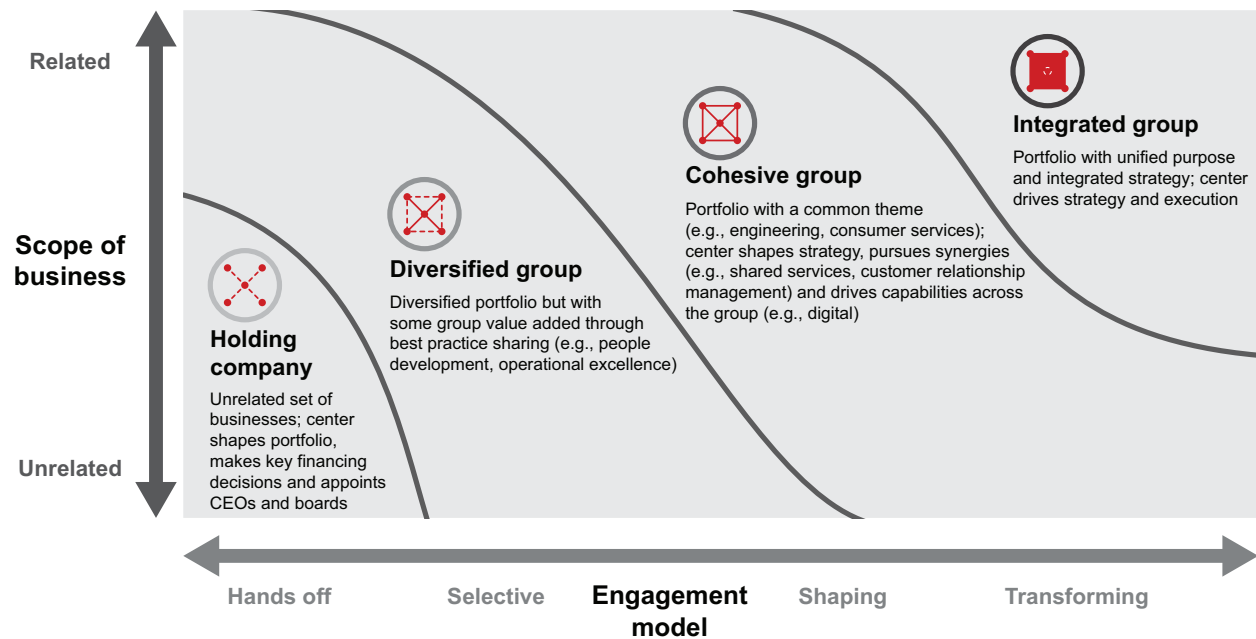 Related
Scope of
business
Unrelated
Holding
company
Unrelated set of
businesses; center
shapes portfolio,
makes key financing
decisions and appoints
CEOs and boards
Diversified group
Diversified portfolio but with
some group value added through
best practice sharing (e.g., people
development, operational excellence)
Cohesive group
Portfolio with a common theme
(e.g., engineering, consumer services);
center shapes strategy, pursues synergies
(e.g., shared services, customer relationship
management) and drives capabilities across
the group (e.g., digital)
Integrated group
Portfolio with unified purpose
and integrated strategy; center
drives strategy and execution
Hands off
Selective
Engagement
model
Shaping
Transforming